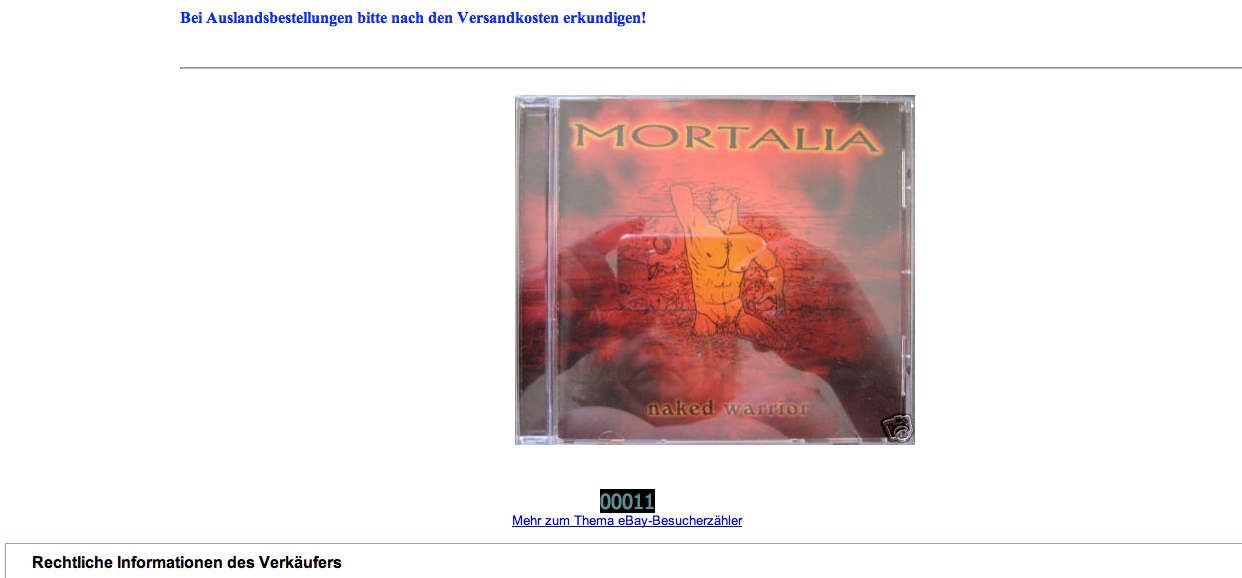 Bei Auslandsbestellungen bitte nach den Versandkosten erkundigen!
MORTALIA
naked warrior
00011
Mehr zum Thema eBay-Besucherzähler
Rechtliche Informationen des Verkäufers